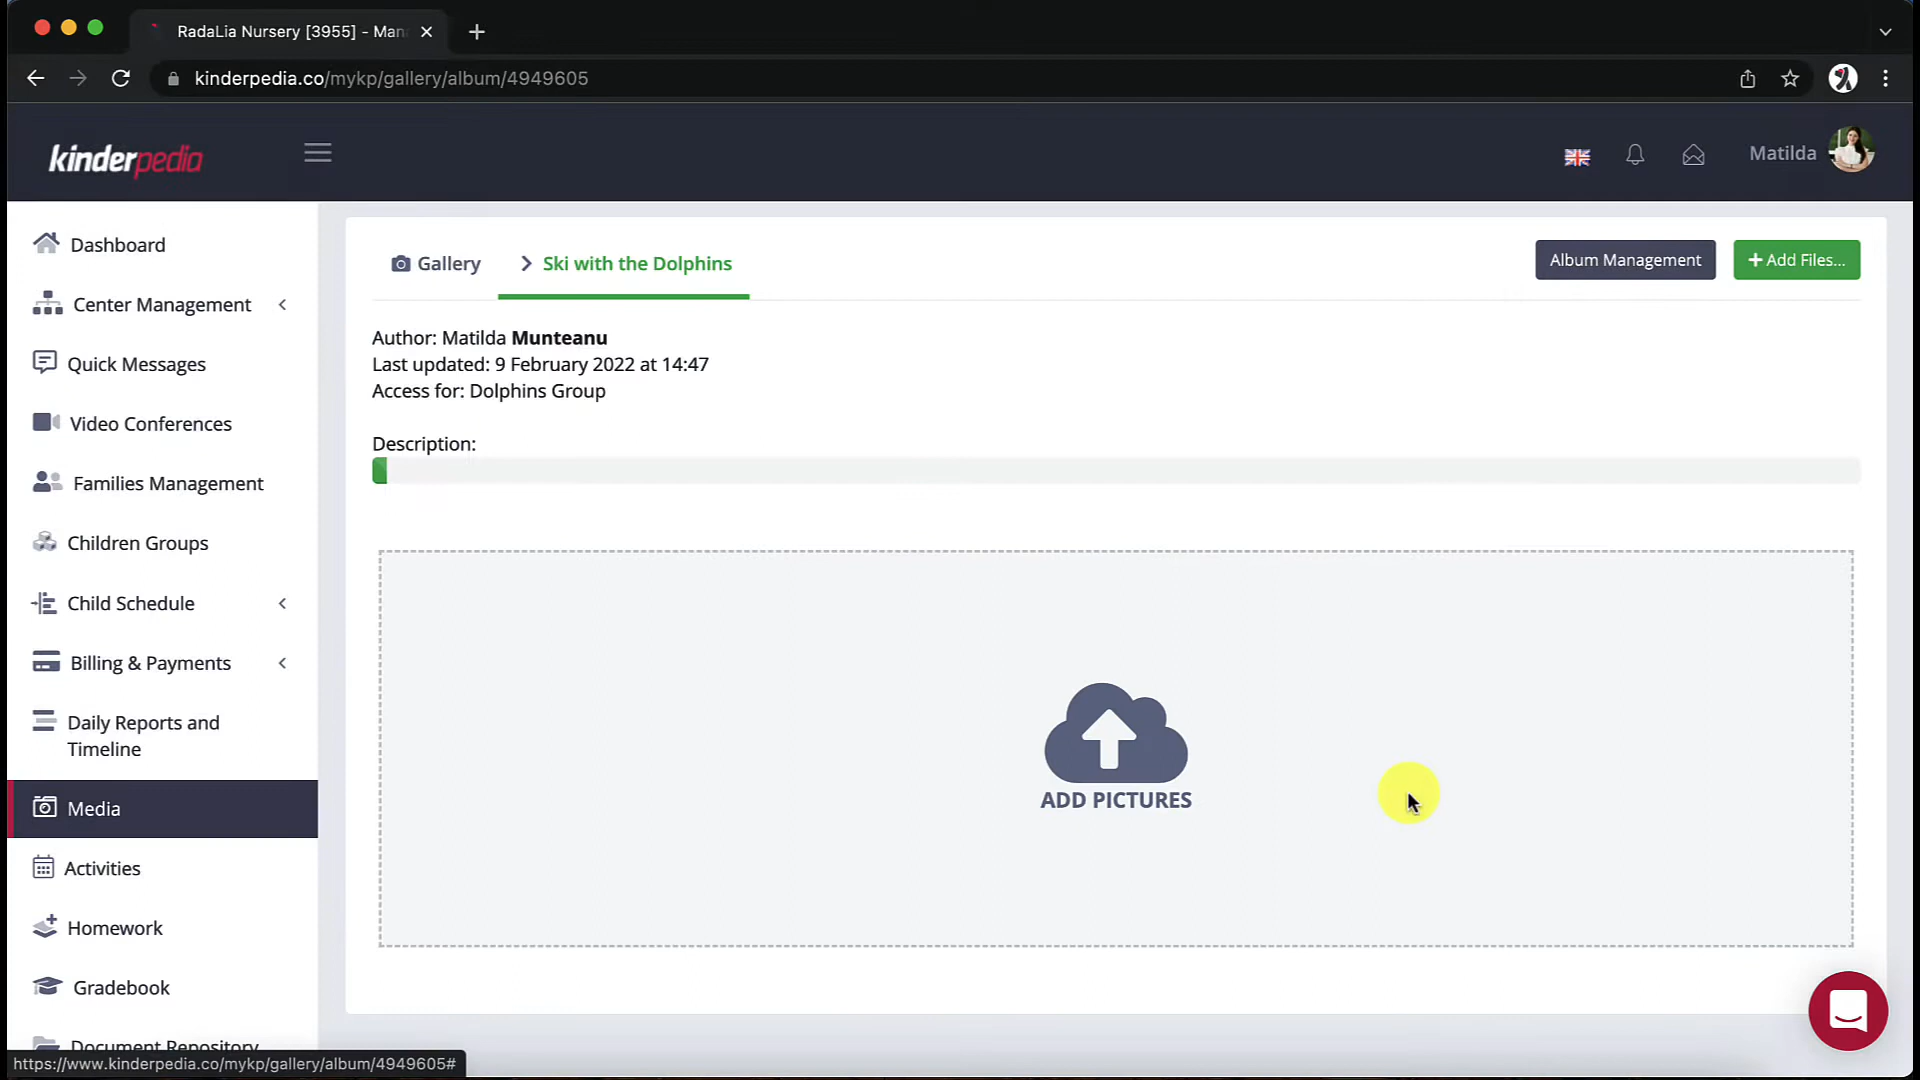 RadaLia Nursery [3955] - Man
kinderpedia.co/mykp/gallery/album/4949605
kinderpedia
Matilda
Dashboard
Center Management
Quick Messages
Video Conferences
Families Management
Children Groups
Child Schedule
Billing & Payments
Daily Reports and
Timeline
Media
Activities
Homework
Gradebook
Document Repository
Gallery
Ski with the Dolphins
Album Management
+ Add Files...
Author: Matilda Munteanu
Last updated: 9 February 2022 at 14:47
Access for: Dolphins Group
Description:
ADD PICTURES
https://www.kinderpedia.co/mykp/gallery/album/4949605#